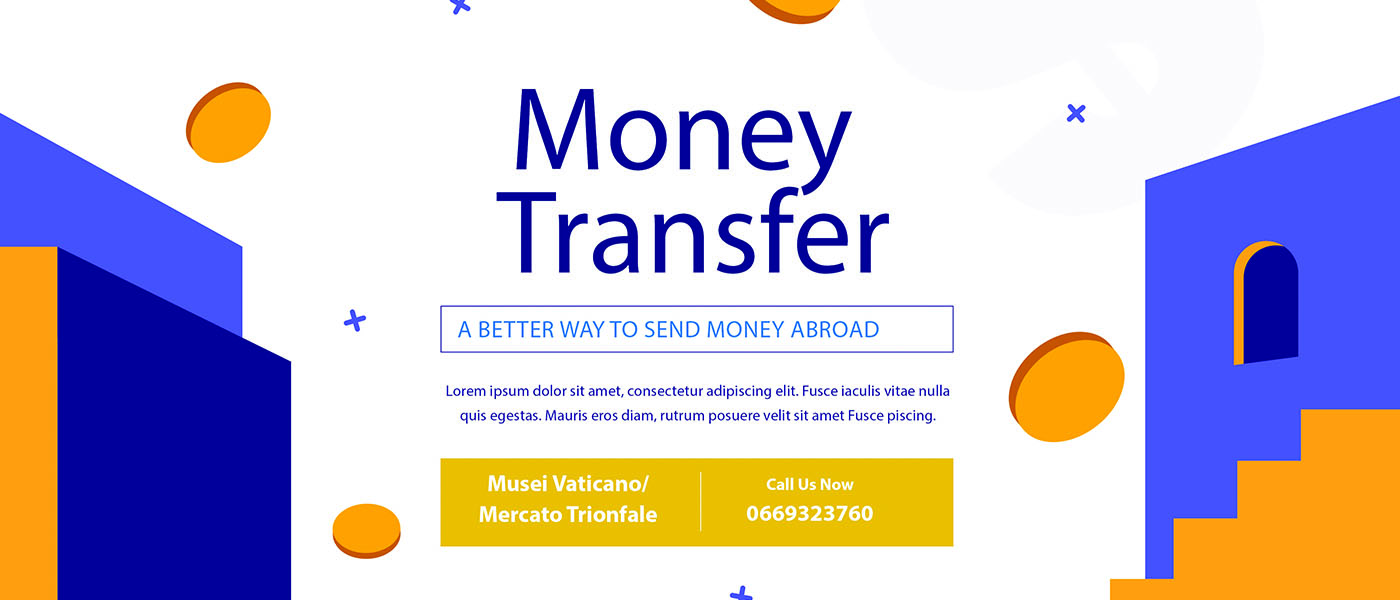 Money
Transfer
A BETTER WAY TO SEND MONEY ABROAD
Lorem ipsum dolor sit amet, consectetur adipiscing elit. Fusce iaculis vitae nulla
quis egestas. Mauris eros diam, rutrum posuere velit sit amet Fusce piscing.
Musei Vaticano/
Mercato Trionfale
Call Us Now
0669323760